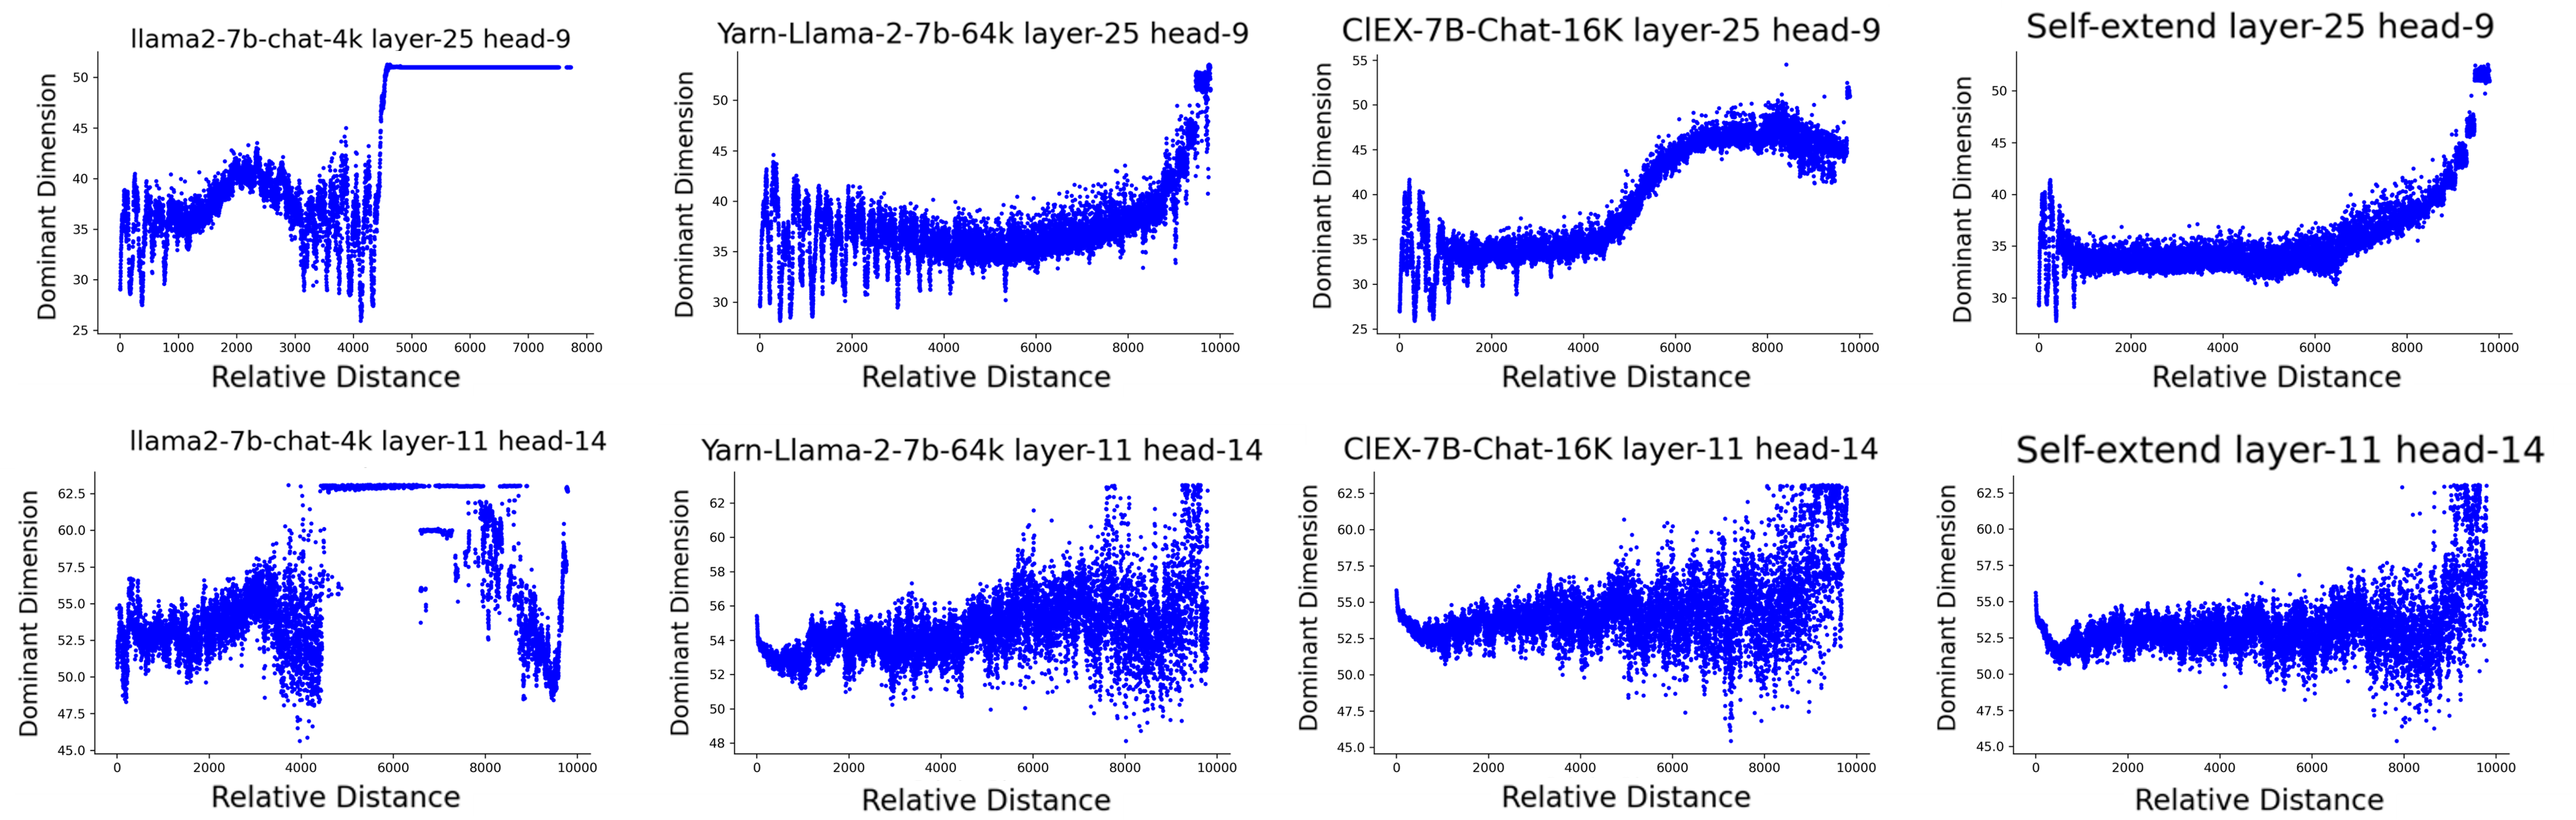 llama2-7b-chat-4k layer-25 head-9
Dominant Dimension
50
45
40
35
30
25
0 1000 2000 3000 4000 5000 6000 7000 8000
Relative Distance
Yarn-Llama-2-7b-64k layer-25 head-9
Dominant Dimension
50
45
40
35
30
0 2000 4000 6000 8000 10000
Relative Distance
ClEX-7B-Chat-16K layer-25 head-9
Dominant Dimension
55
50
45
40
35
30
25
0 2000 4000 6000 8000 10000
Relative Distance
Self-extend layer-25 head-9
Dominant Dimension
50
45
40
35
30
0 2000 4000 6000 8000 10000
Relative Distance
llama2-7b-chat-4k layer-11 head-14
Dominant Dimension
62.5
60.0
57.5
55.0
52.5
50.0
47.5
45.0
0 2000 4000 6000 8000 10000
Relative Distance
Yarn-Llama-2-7b-64k layer-11 head-14
Dominant Dimension
62
60
58
56
54
52
50
48
0 2000 4000 6000 8000 10000
Relative Distance
ClEX-7B-Chat-16K layer-11 head-14
Dominant Dimension
62.5
60.0
57.5
55.0
52.5
50.0
47.5
45.0
0 2000 4000 6000 8000 10000
Relative Distance
Self-extend layer-11 head-14
Dominant Dimension
62.5
60.0
57.5
55.0
52.5
50.0
47.5
45.0
0 2000 4000 6000 8000 10000
Relative Distance